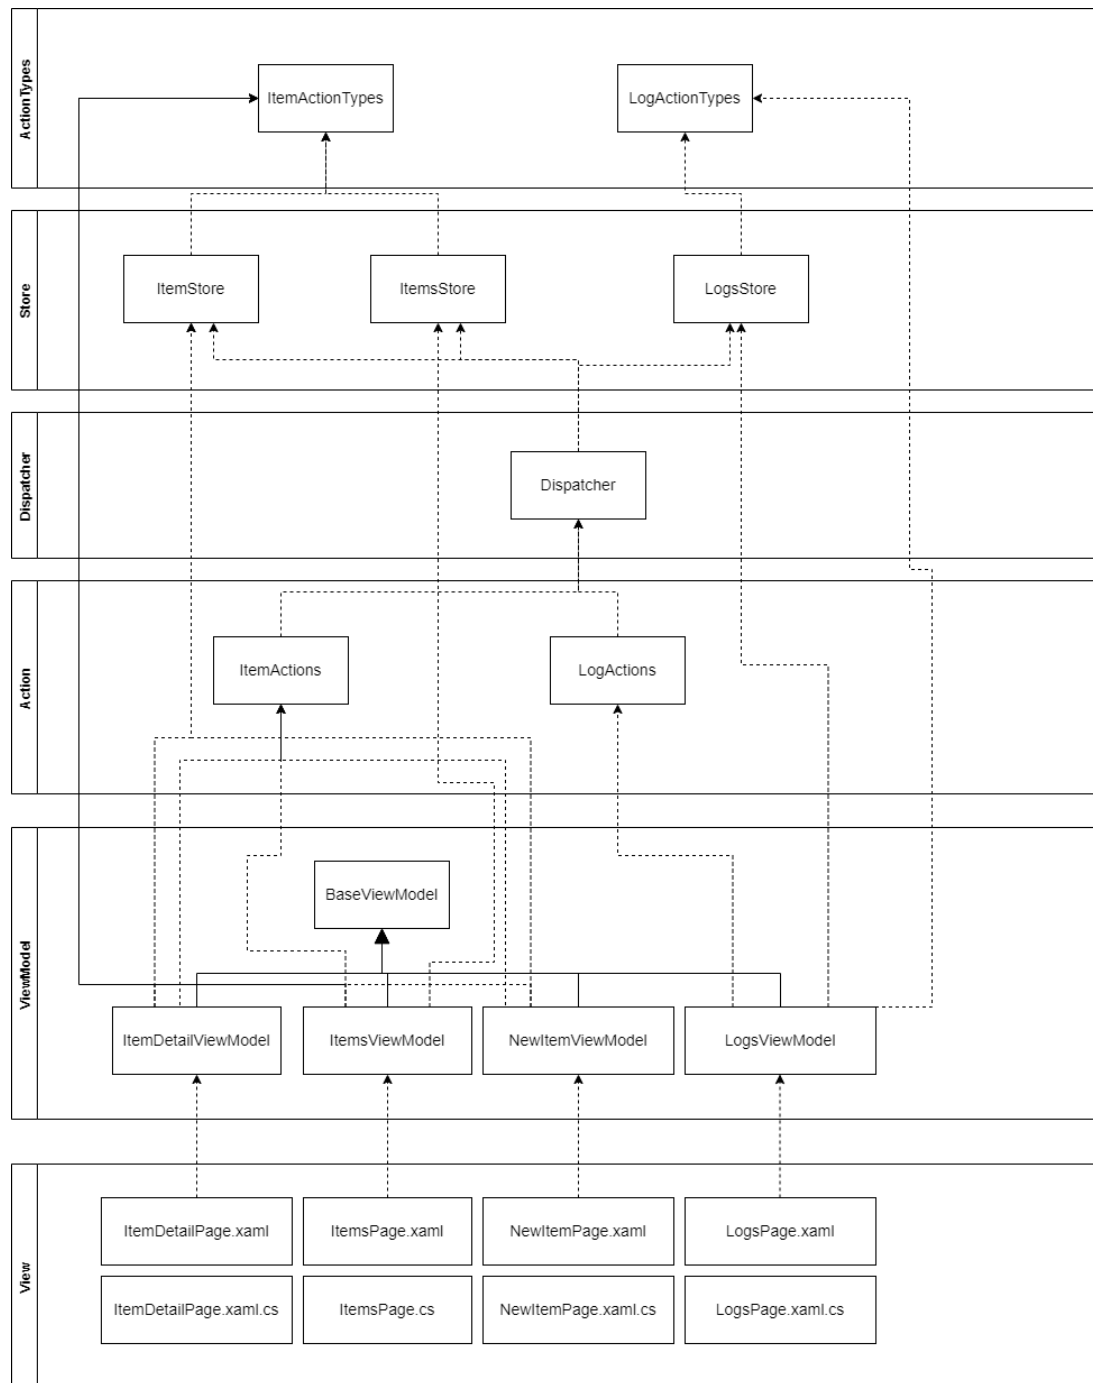 ActionTypes
ItemActionTypes
LogActionTypes
Store
ItemStore
ItemsStore
LogsStore
Dispatcher
Dispatcher
Action
ItemActions
LogActions
ViewModel
BaseViewModel
ItemDetailViewModel
ItemsViewModel
NewItemViewModel
LogsViewModel
View
ItemDetailPage.xaml
ItemsPage.xaml
NewItemPage.xaml
LogsPage.xaml
ItemDetailPage.xaml.cs
ItemsPage.cs
NewItemPage.xaml.cs
LogsPage.xaml.cs